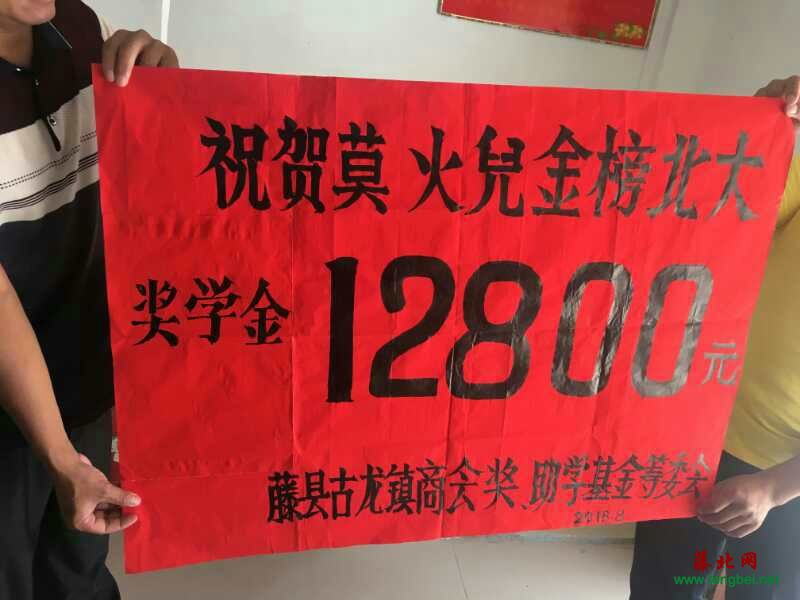 祝贺莫火兒金榜北大
奖学金 12800元
藤县古龙镇商会奖、助学基金筹委会
2018.8
藤北网
www.tengbei.net